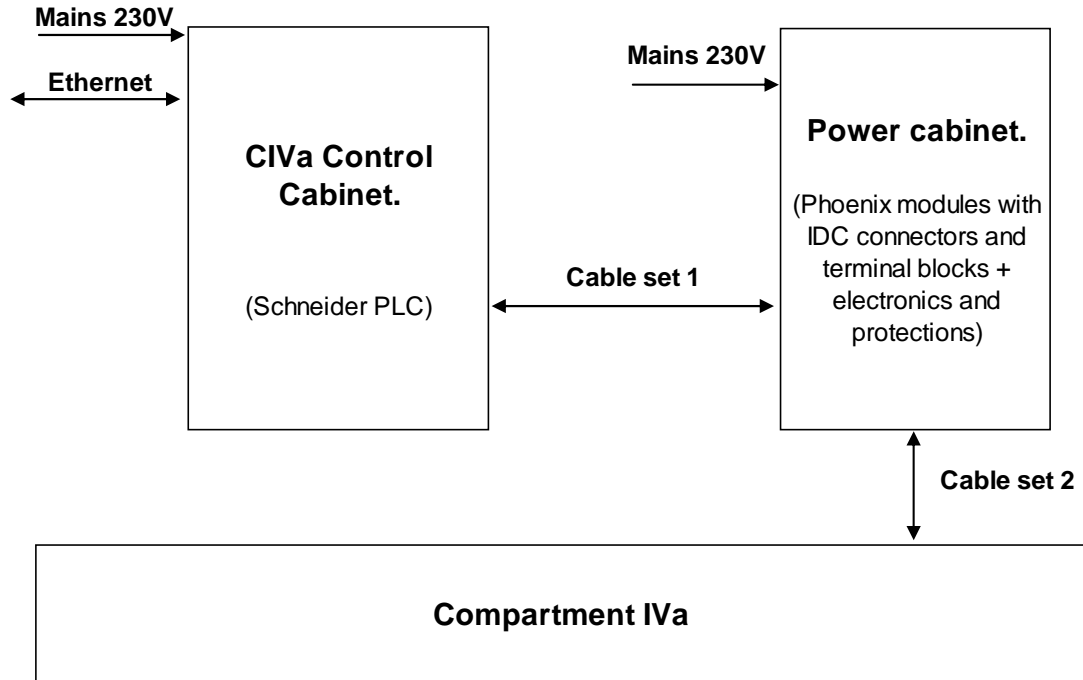 Mains 230V
Ethernet
CIVa Control
Cabinet.
(Schneider PLC)
Cable set 1
Mains 230V
Power cabinet.
(Phoenix modules with
IDC connectors and
terminal blocks +
electronics and
protections)
Cable set 2
Compartment IVa